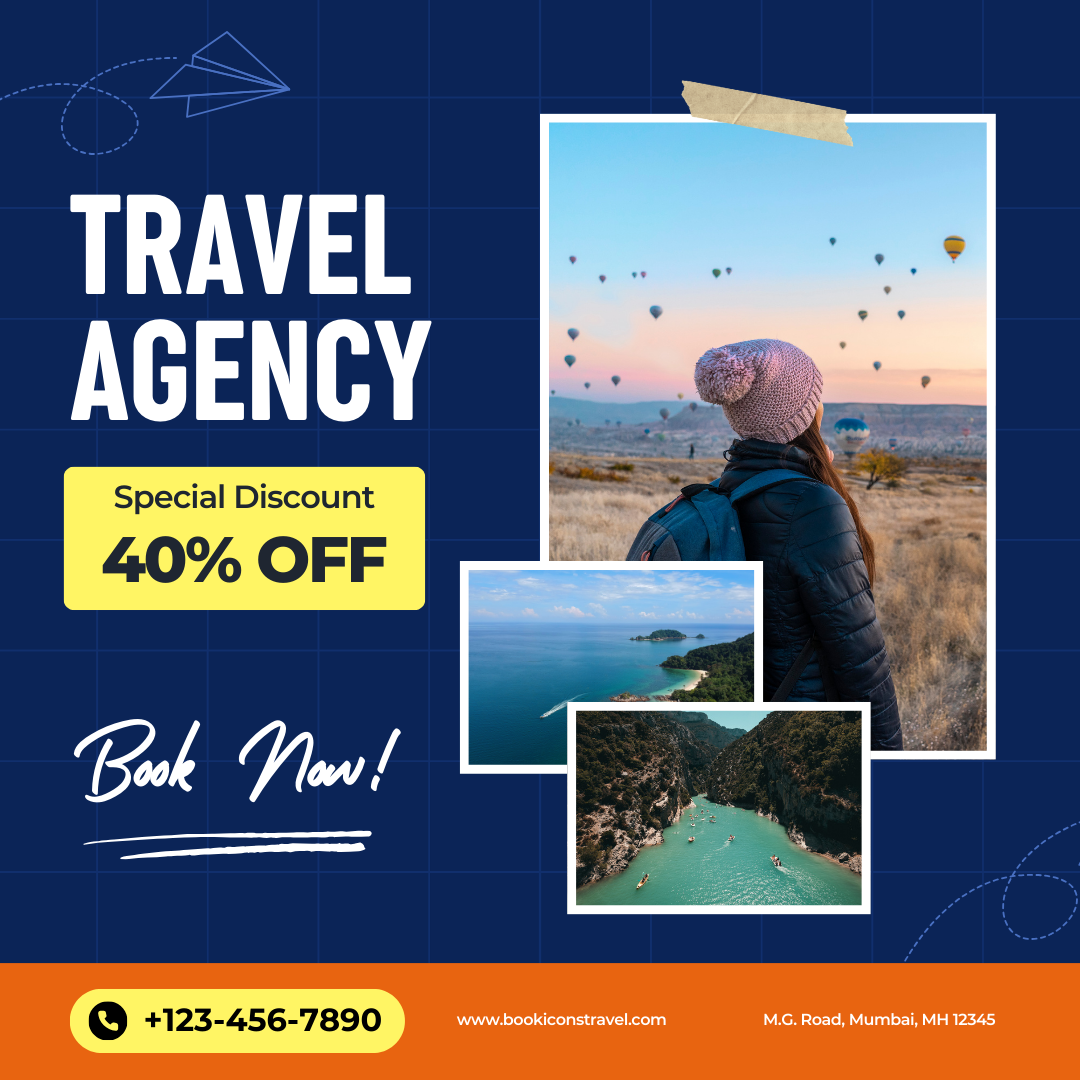 TRAVEL
AGENCY
Special Discount
40% OFF
Book Now!
+123-456-7890
www.bookiconstravel.com
M.G. Road, Mumbai, MH 12345